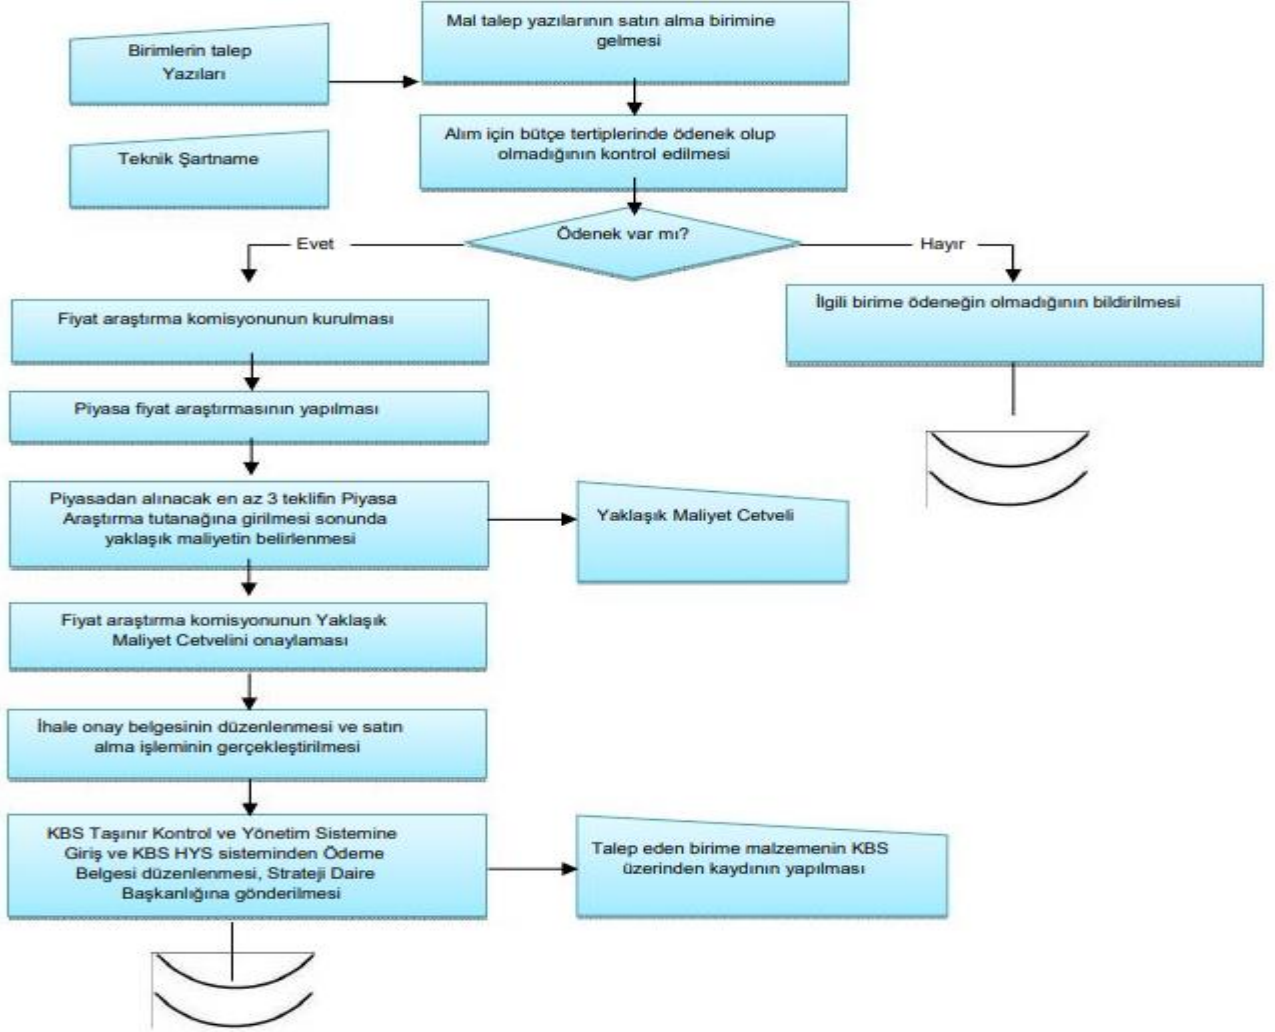 Birimlerin talep
Yazıları
Mal talep yazılarının satın alma birimine
gelmesi
Teknik Şartname
Alım için bütçe tertiplerinde ödenek olup
olmadığının kontrol edilmesi
Ödenek var mı?
Evet
Hayır
Fiyat araştırma komisyonunun kurulması
İlgili birime ödeneğin olmadığının bildirilmesi
Piyasa fiyat araştırmasının yapılması
Piyasadan alınacak en az 3 teklifin Piyasa
Araştırma tutanağına girilmesi sonunda
yaklaşık maliyetin belirlenmesi
Yaklaşık Maliyet Cetveli
Fiyat araştırma komisyonunun Yaklaşık
Maliyet Cetvelini onaylaması
İhale onay belgesinin düzenlenmesi ve satın
alma işleminin gerçekleştirilmesi
KBS Taşınır Kontrol ve Yönetim Sistemine
Giriş ve KBS HYS sisteminden Ödeme
Belgesi düzenlenmesi, Strateji Daire
Başkanlığına gönderilmesi
Talep eden birime malzemenin KBS
üzerinden kaydının yapılması